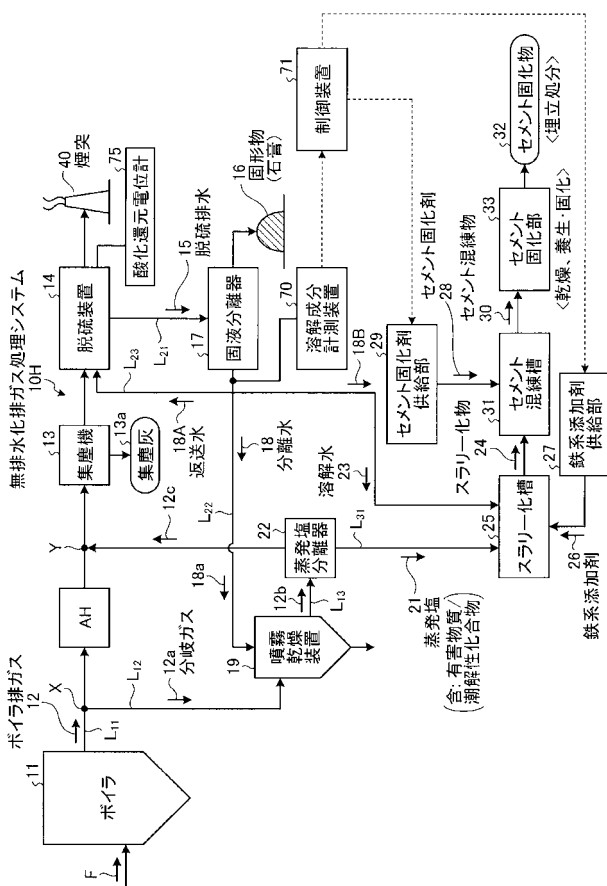 無排水化排ガス処理システム
10H
ボイラ排ガス
12
11
ボイラ
F
X
L11
AH
Y
13
集塵機
13a
集塵灰
14
脱硫装置
40
煙突
75
酸化還元電位計
L12
12a
分岐ガス
12c
L23
18A
返送水
L21
15
脱硫排水
17
固液分離器
16
固形物
(石膏)
18
分離水
L22
18a
19
噴霧
乾燥
装置
12b
L13
22
蒸発塩
分離器
L31
21
蒸発塩
(含:有害物質/
潮解性化合物)
溶解水
23
18B
70
溶解成分
計測装置
71
制御装置
29
セメント固化剤
供給部
セメント固化剤
28
25
スラリー化槽
スラリー化物
24
26
鉄系添加剤
27
鉄系添加剤
供給部
31
セメント
混練槽
セメント混練物
30
33
セメント
固化部
<乾燥、養生・固化>
32
セメント固化物
<埋立処分>